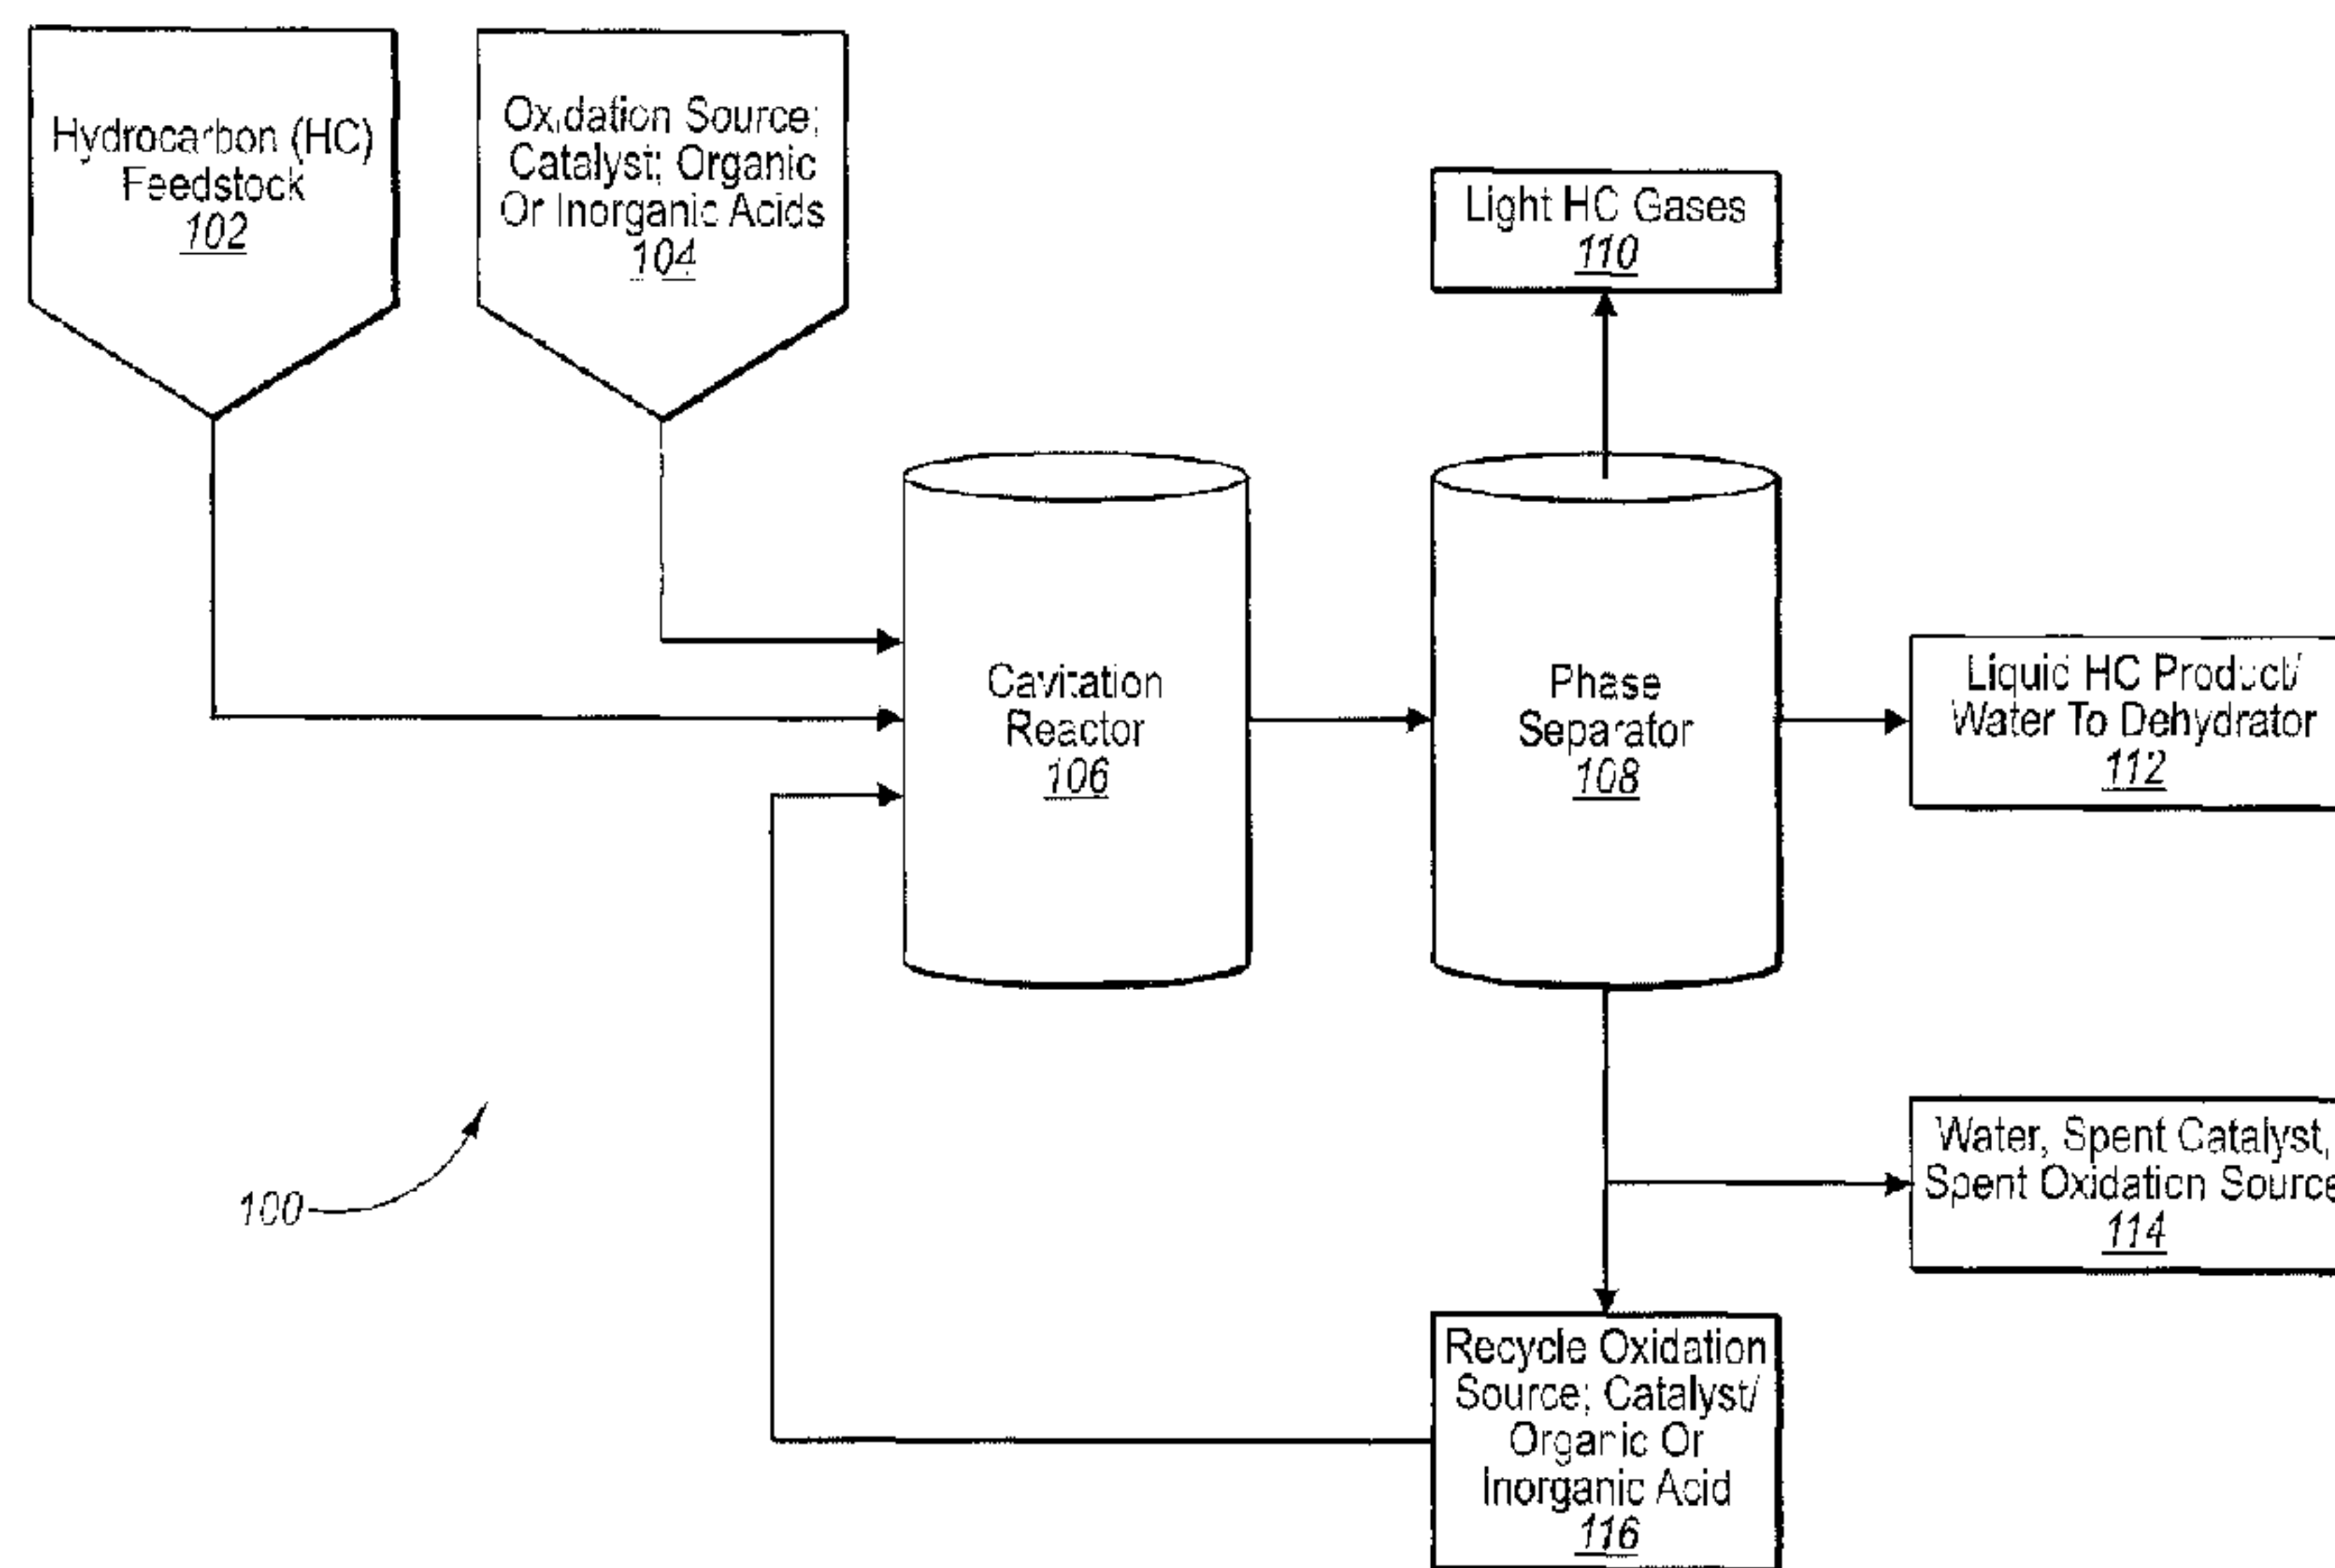 Hydrocarbon (HC)
Feedstock
102
Oxidation Source;
Catalyst; Organic
Or Inorganic Acids
104
Light HC Gases
110
Cavitation
Reactor
106
Phase
Separator
108
Liquid HC Product/
Water To Dehydrator
112
100
Water, Spent Catalyst,
Spent Oxidation Source
114
Recycle Oxidation
Source; Catalyst/
Organic Or
Inorganic Acid
116